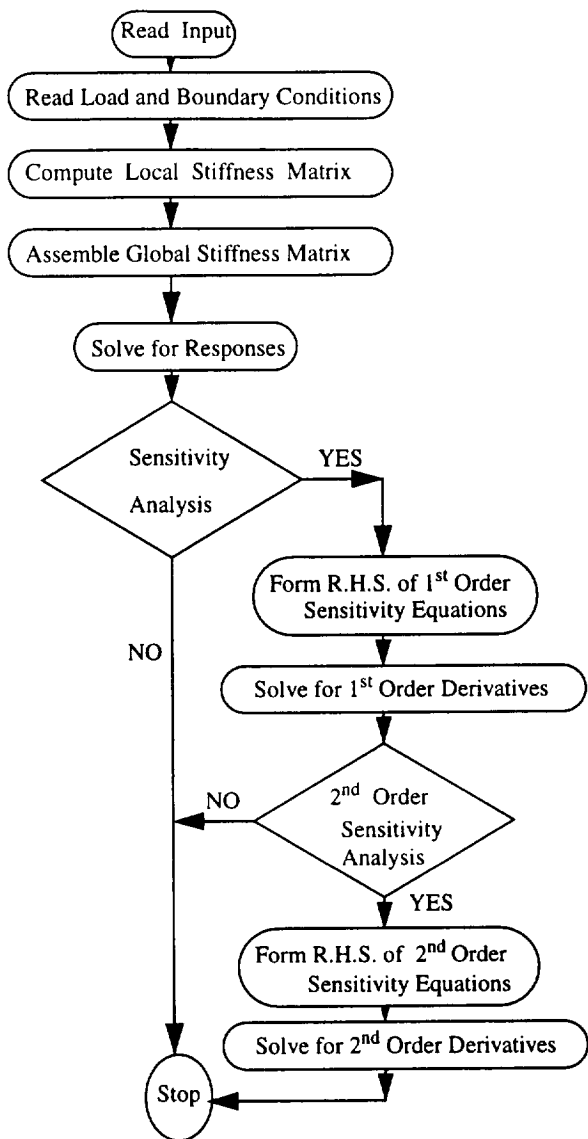 Read Input
Read Load and Boundary Conditions
Compute Local Stiffness Matrix
Assemble Global Stiffness Matrix
Solve for Responses
Sensitivity
Analysis
YES
NO
Form R.H.S. of 1st Order
Sensitivity Equations
Solve for 1st Order Derivatives
NO
2nd Order
Sensitivity
Analysis
YES
Form R.H.S. of 2nd Order
Sensitivity Equations
Solve for 2nd Order Derivatives
Stop